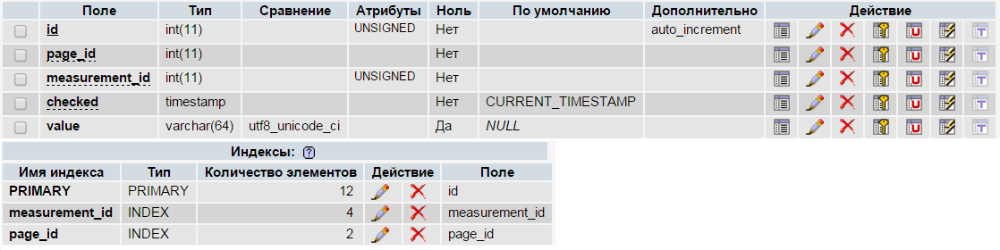 Поле Тип Сравнение Атрибуты Ноль По умолчанию Дополнительно Действие
id int(11) UNSIGNED Нет auto_increment
page_id int(11) Нет
measurement_id int(11) UNSIGNED Нет
checked timestamp Нет CURRENT_TIMESTAMP
value varchar(64) utf8_unicode_ci Да NULL
Индексы: ?
Имя индекса Тип Количество элементов Действие Поле
PRIMARY PRIMARY 12 id
measurement_id INDEX 4 measurement_id
page_id INDEX 2 page_id